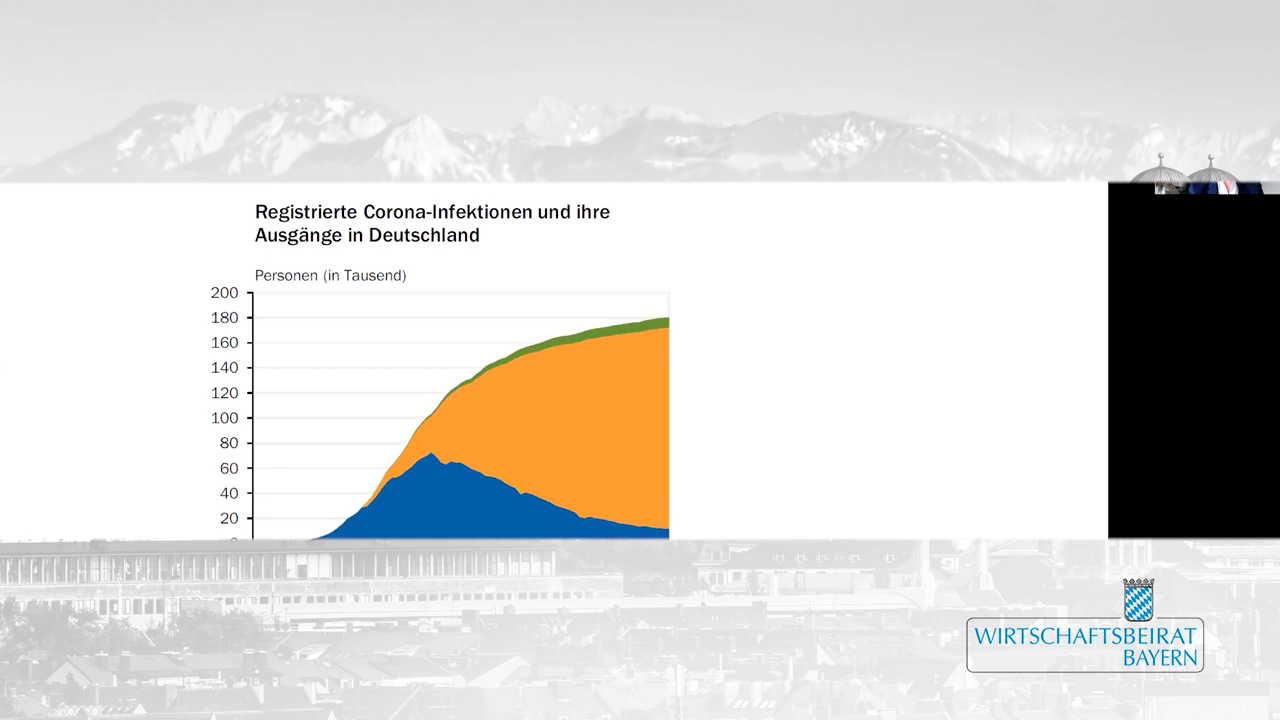 Registrierte Corona-Infektionen und ihre
Ausgänge in Deutschland
Personen (in Tausend)
200
180
160
140
120
100
80
60
40
20
WIRTSCHAFTSBEIRAT
BAYERN